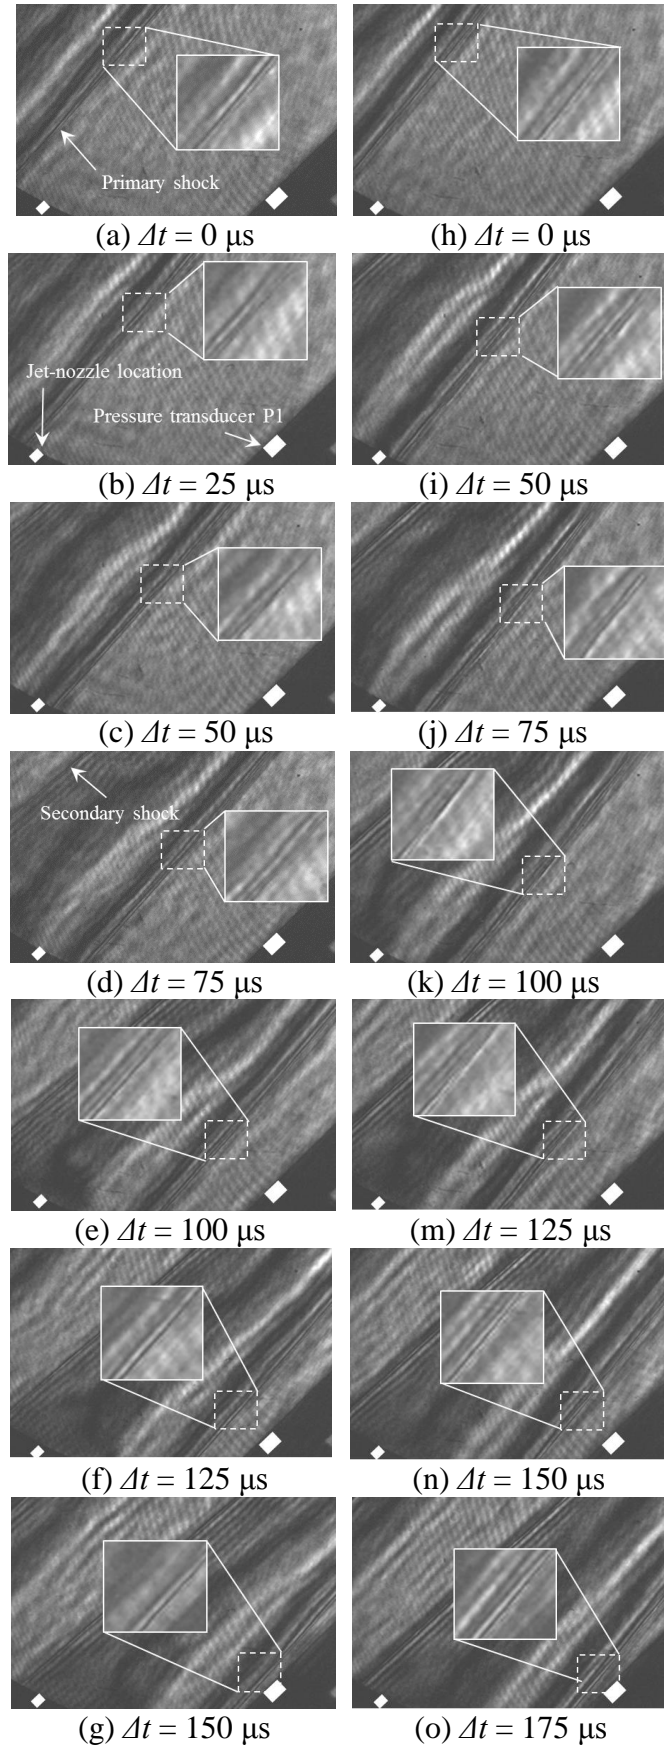 Primary shock
(a) Δt = 0 μs
(h) Δt = 0 μs
Jet-nozzle location
Pressure transducer P1
(b) Δt = 25 μs
(i) Δt = 50 μs
(c) Δt = 50 μs
(j) Δt = 75 μs
Secondary shock
(d) Δt = 75 μs
(k) Δt = 100 μs
(e) Δt = 100 μs
(m) Δt = 125 μs
(f) Δt = 125 μs
(n) Δt = 150 μs
(g) Δt = 150 μs
(o) Δt = 175 μs